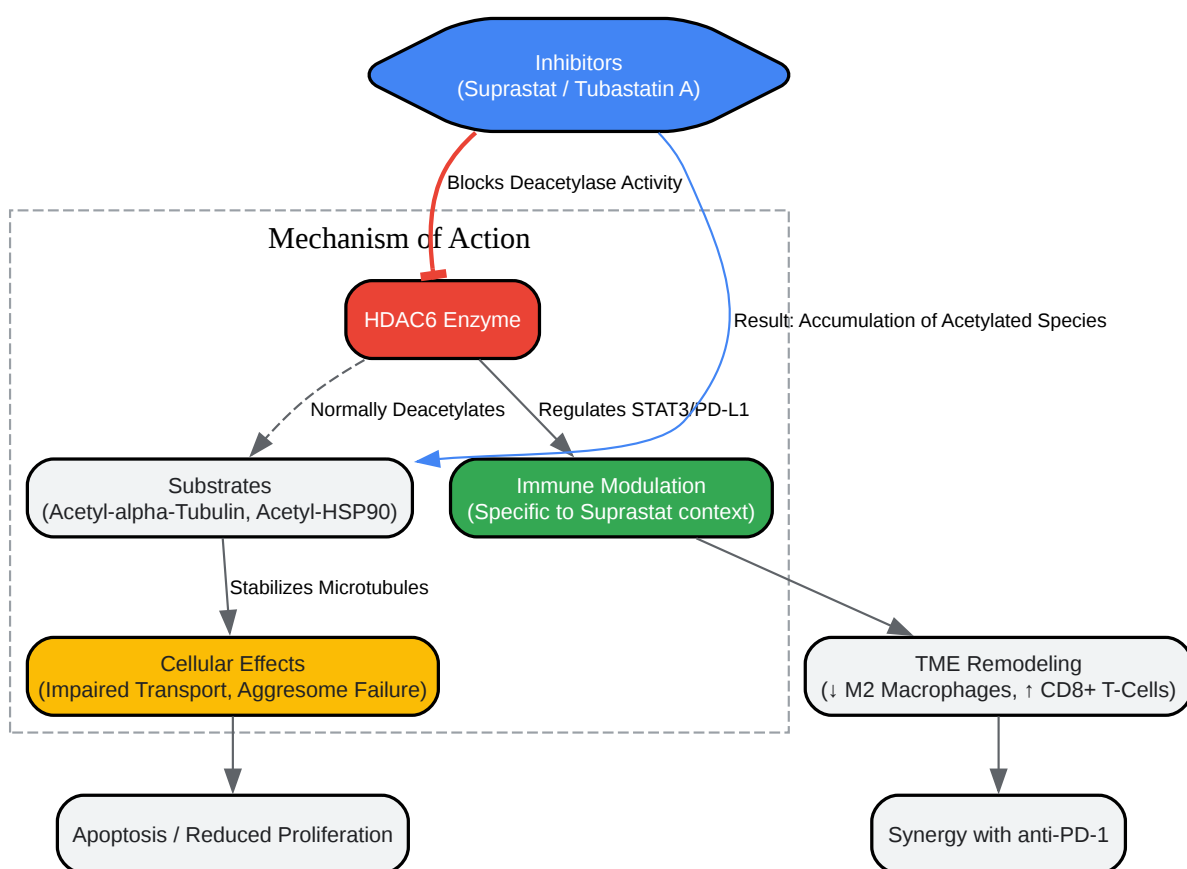 Inhibitors
(Suprastat / Tubastatin A)
Blocks Deacetylase Activity
Mechanism of Action
HDAC6 Enzyme
Result: Accumulation of Acetylated Species
Normally Deacetylates
Regulates STAT3/PD-L1
Substrates
(Acetyl-alpha-Tubulin, Acetyl-HSP90)
Immune Modulation
(Specific to Suprastat context)
Stabilizes Microtubules
Cellular Effects
(Impaired Transport, Aggresome Failure)
TME Remodeling
(↓ M2 Macrophages, ↑ CD8+ T-Cells)
Apoptosis / Reduced Proliferation
Synergy with anti-PD-1